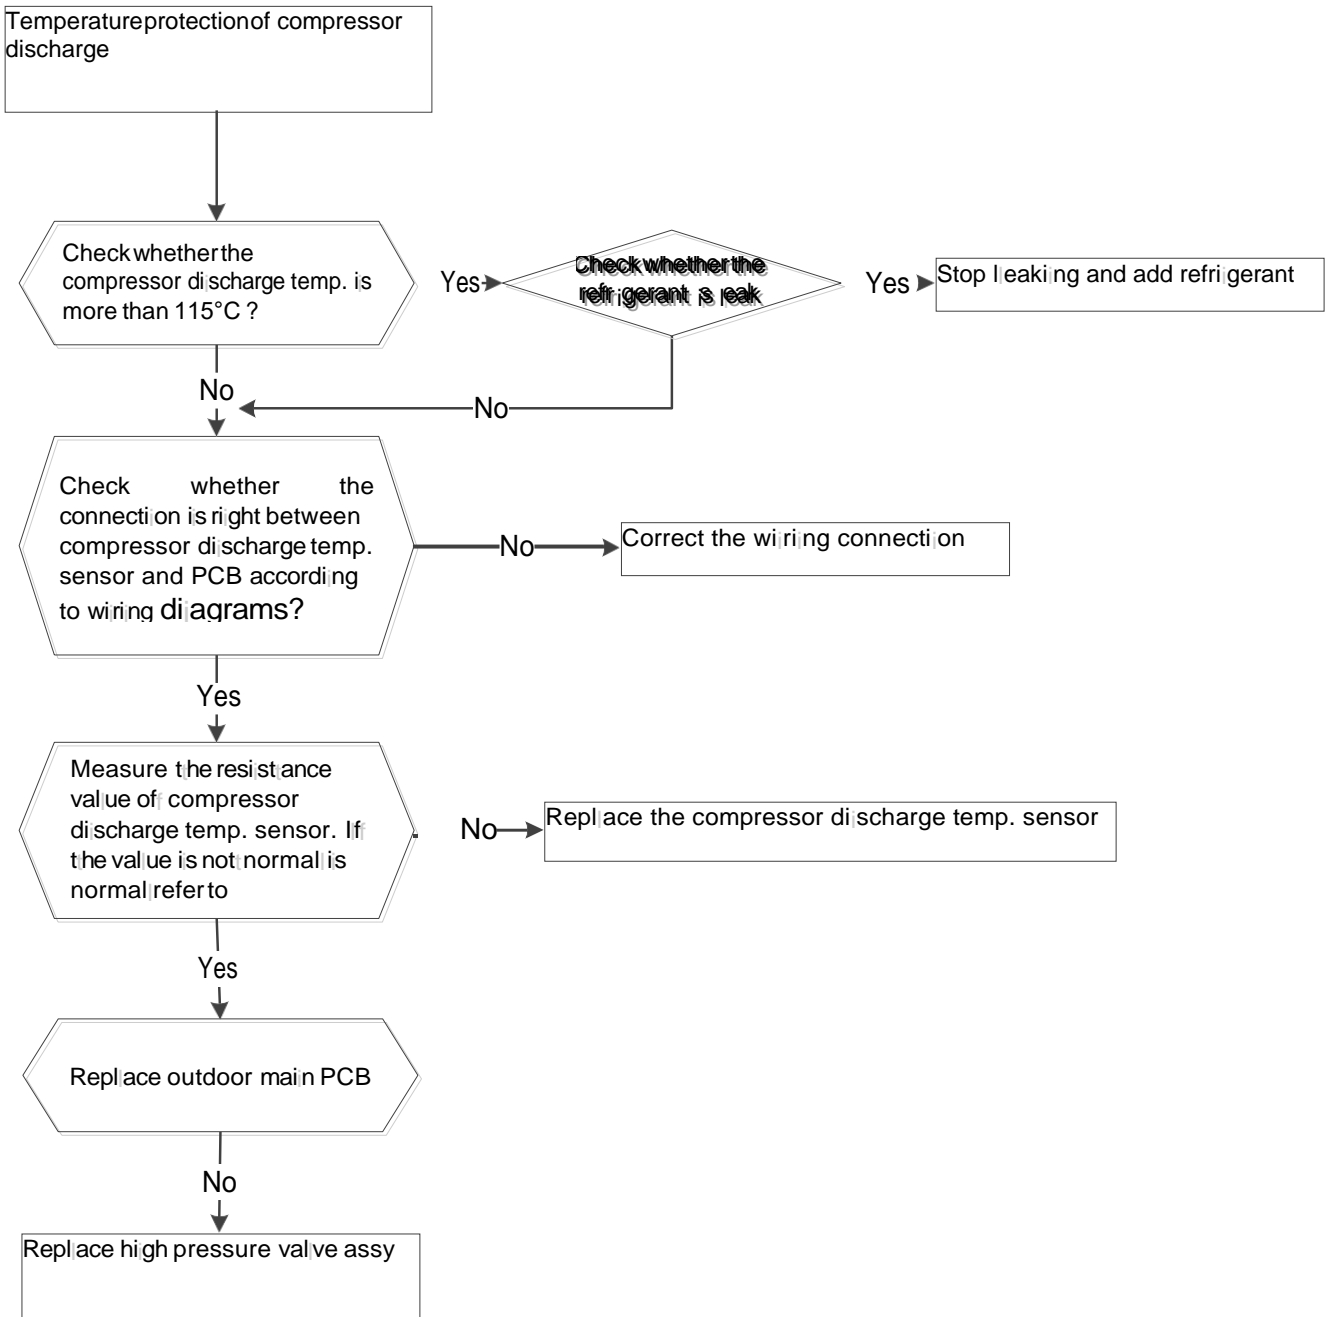 Temperatureprotectionof compressor
discharge
Check whether the
compressor discharge temp. is
more than 115°C ?
Yes
Check whether the
refrigerant is leak
Yes
Stop leaking and add refrigerant
No
No
Check whether the
connection is right between
compressor discharge temp.
sensor and PCB according
to wiring diagrams?
No
Correct the wiring connection
Yes
Measure the resistance
value of compressor
discharge temp. sensor. If
the value is not normal is
normal refer to
No
Replace the compressor discharge temp. sensor
Yes
Replace outdoor main PCB
No
Replace high pressure valve assy